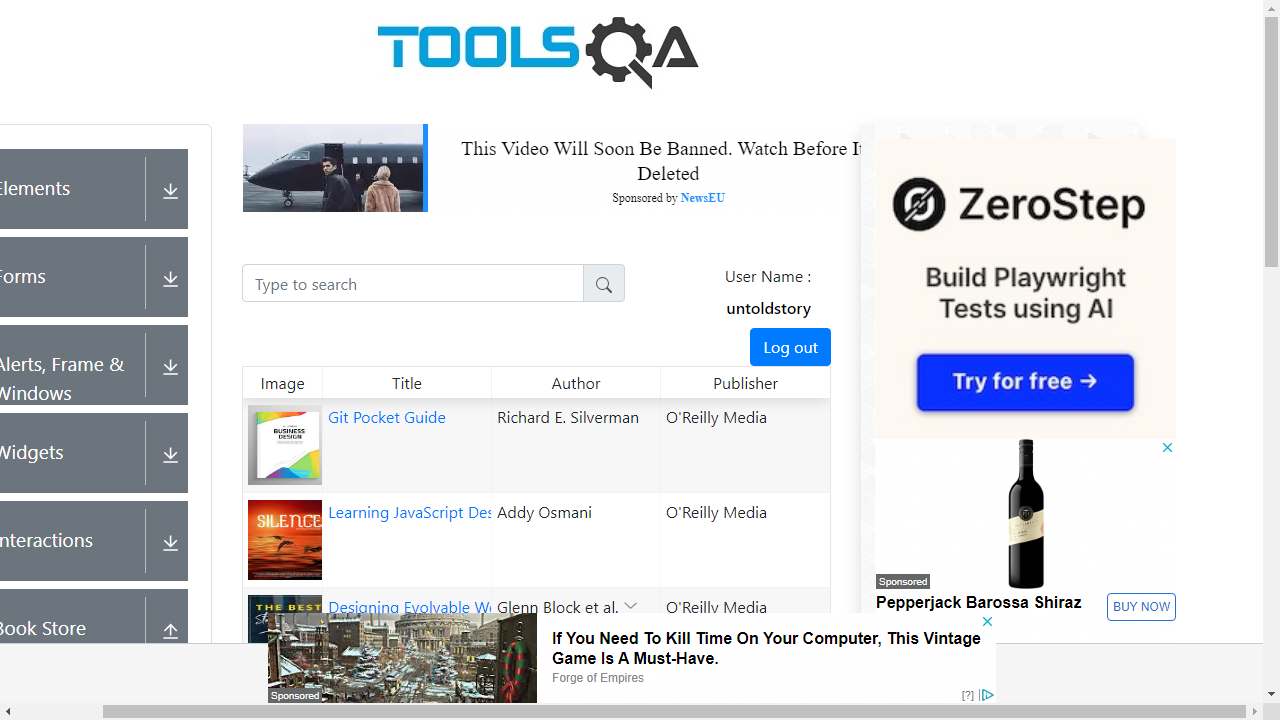 TOOLSQA
This Video Will Soon Be Banned. Watch Before It
Deleted
Sponsored by NewsEU
ZeroStep
Build Playwright
Tests using AI
Try for free →
Elements
Forms
Alerts, Frame &
Windows
Widgets
Interactions
Book Store
Type to search
User Name :
untoldstory
Log out
Image Title Author Publisher
BUSINESS
DESIGN
Git Pocket Guide Richard E. Silverman O'Reilly Media
SILENCE
Learning JavaScript Des Addy Osmani O'Reilly Media
THE BEST
Designing Evolvable We Glenn Block et al. O'Reilly Media
Sponsored
Pepperjack Barossa Shiraz
BUY NOW
If You Need To Kill Time On Your Computer, This Vintage
Game Is A Must-Have.
Forge of Empires
Sponsored
[?]